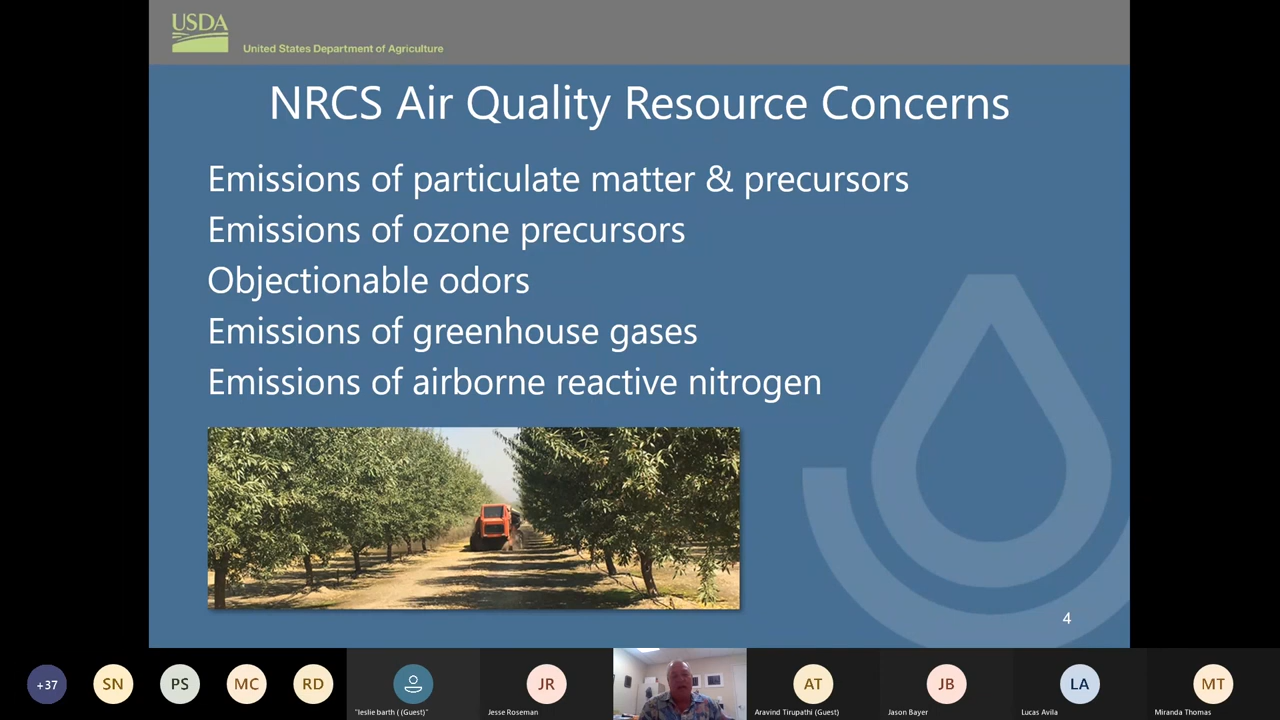 USDA
United States Department of Agriculture
NRCS Air Quality Resource Concerns
Emissions of particulate matter & precursors
Emissions of ozone precursors
Objectionable odors
Emissions of greenhouse gases
Emissions of airborne reactive nitrogen
4
+37
SN
PS
MC
RD
"leslie barth ( (Guest)"
JR
Jesse Roseman
AT
Aravind Tirupathi (Guest)
JB
Jason Bayer
LA
Lucas Avila
MT
Miranda Thomas